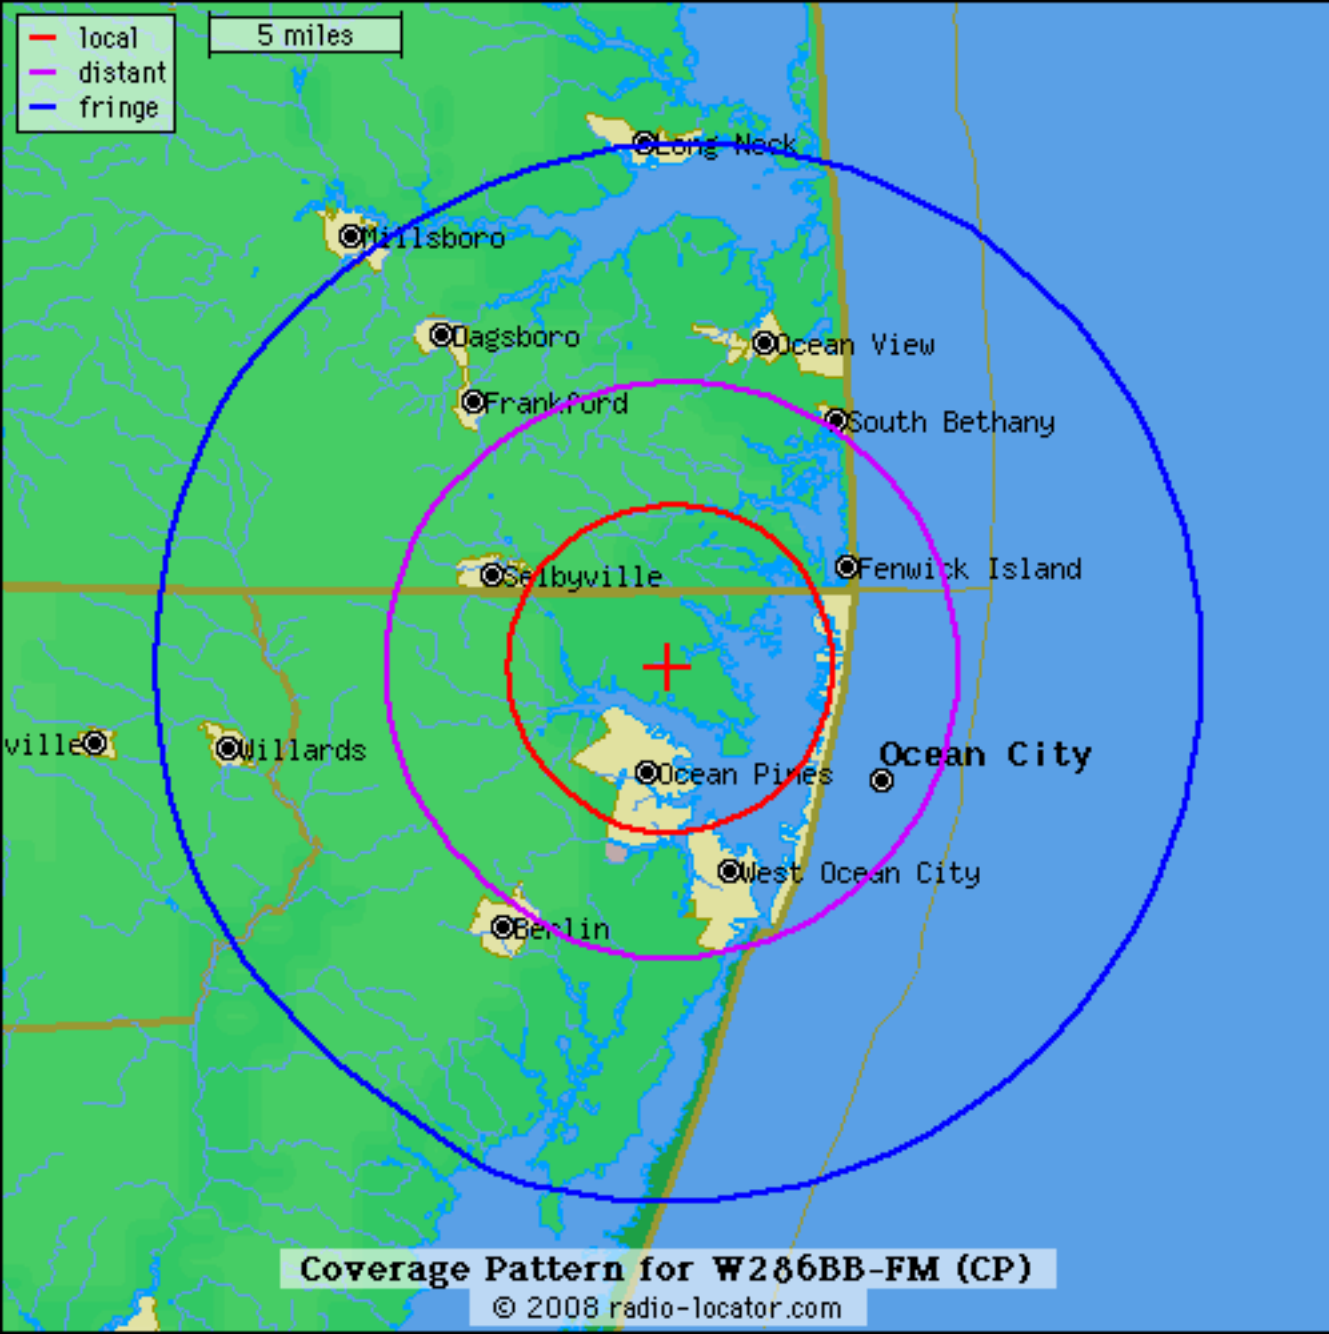 local
distant
fringe
5 miles
Long Neck
Millsboro
Dagsboro
Ocean View
Frankford
South Bethany
Fenwick Island
Selbyville
ville
Willards
Ocean City
Ocean Pines
West Ocean City
Berlin
Coverage Pattern for W286BB-FM (CP)
© 2008 radio-locator.com